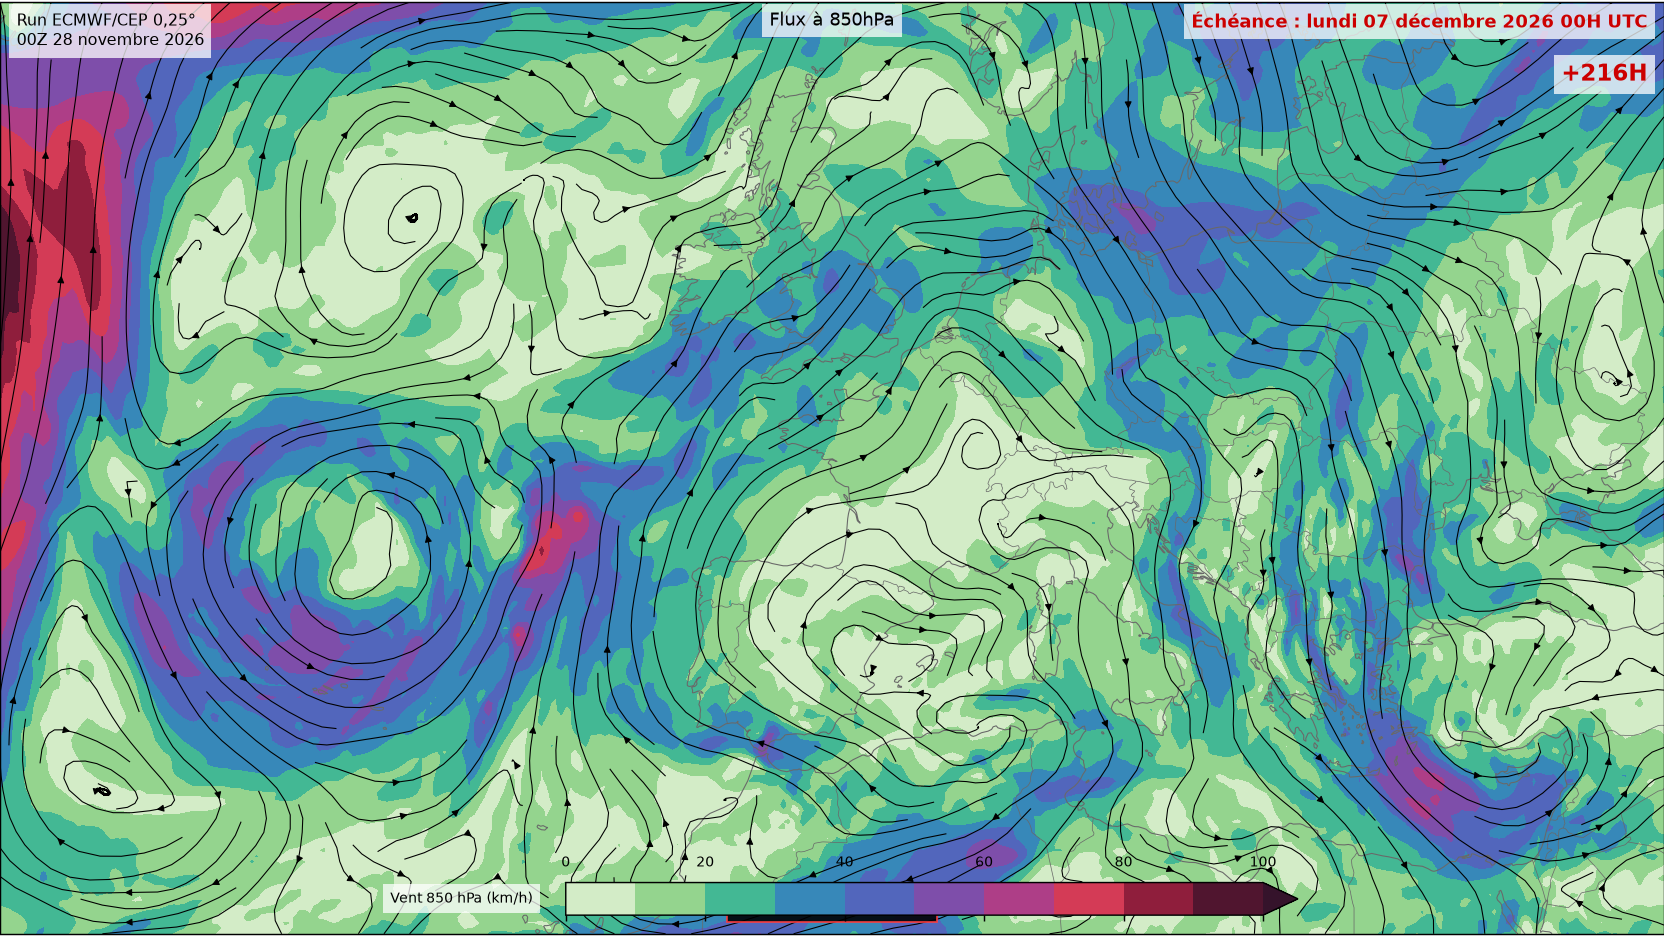 Run ECMWF/CEP 0,25°
00Z 28 novembre 2026
Flux à 850hPa
Échéance : lundi 07 décembre 2026 00H UTC
+216H
0 20 40 60 80 100
Vent 850 hPa (km/h)